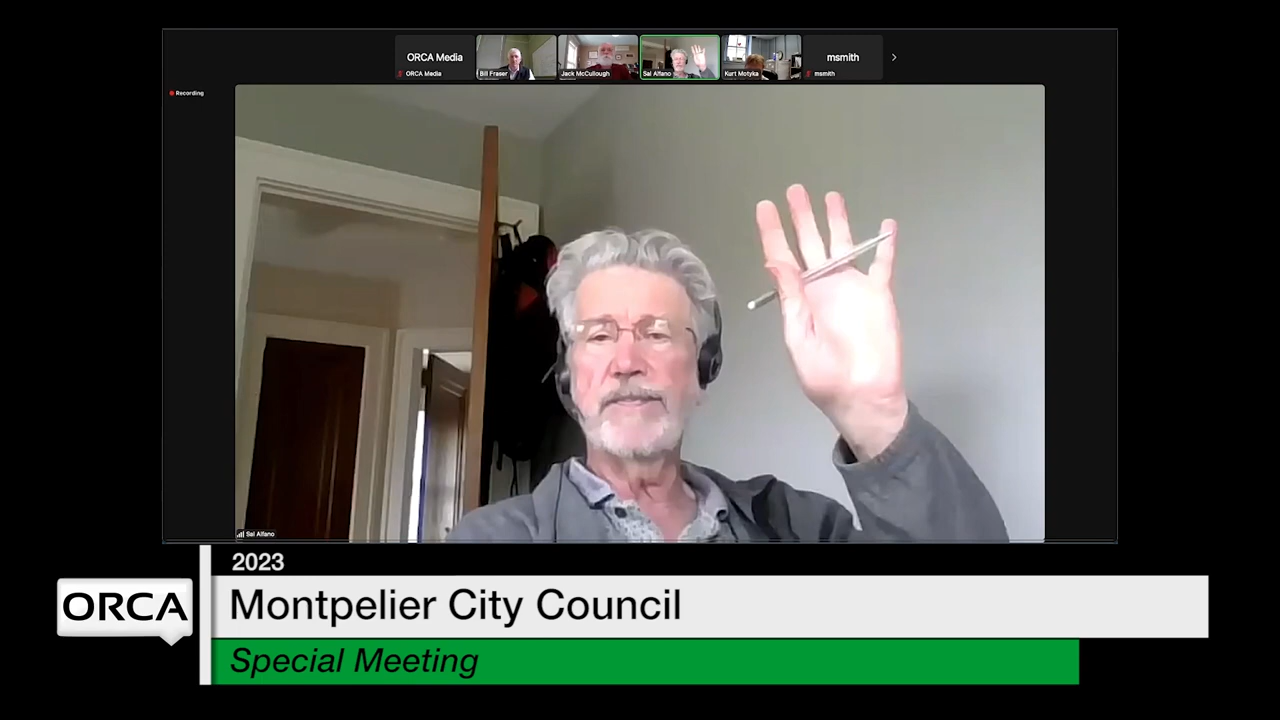 ORCA Media
msmith
ORCA Media
Bill Fraser
Jack McCullough
Sal Alfano
Kurt Motyka
msmith
Recording
Sal Alfano
2023
ORCA
Montpelier City Council
Special Meeting